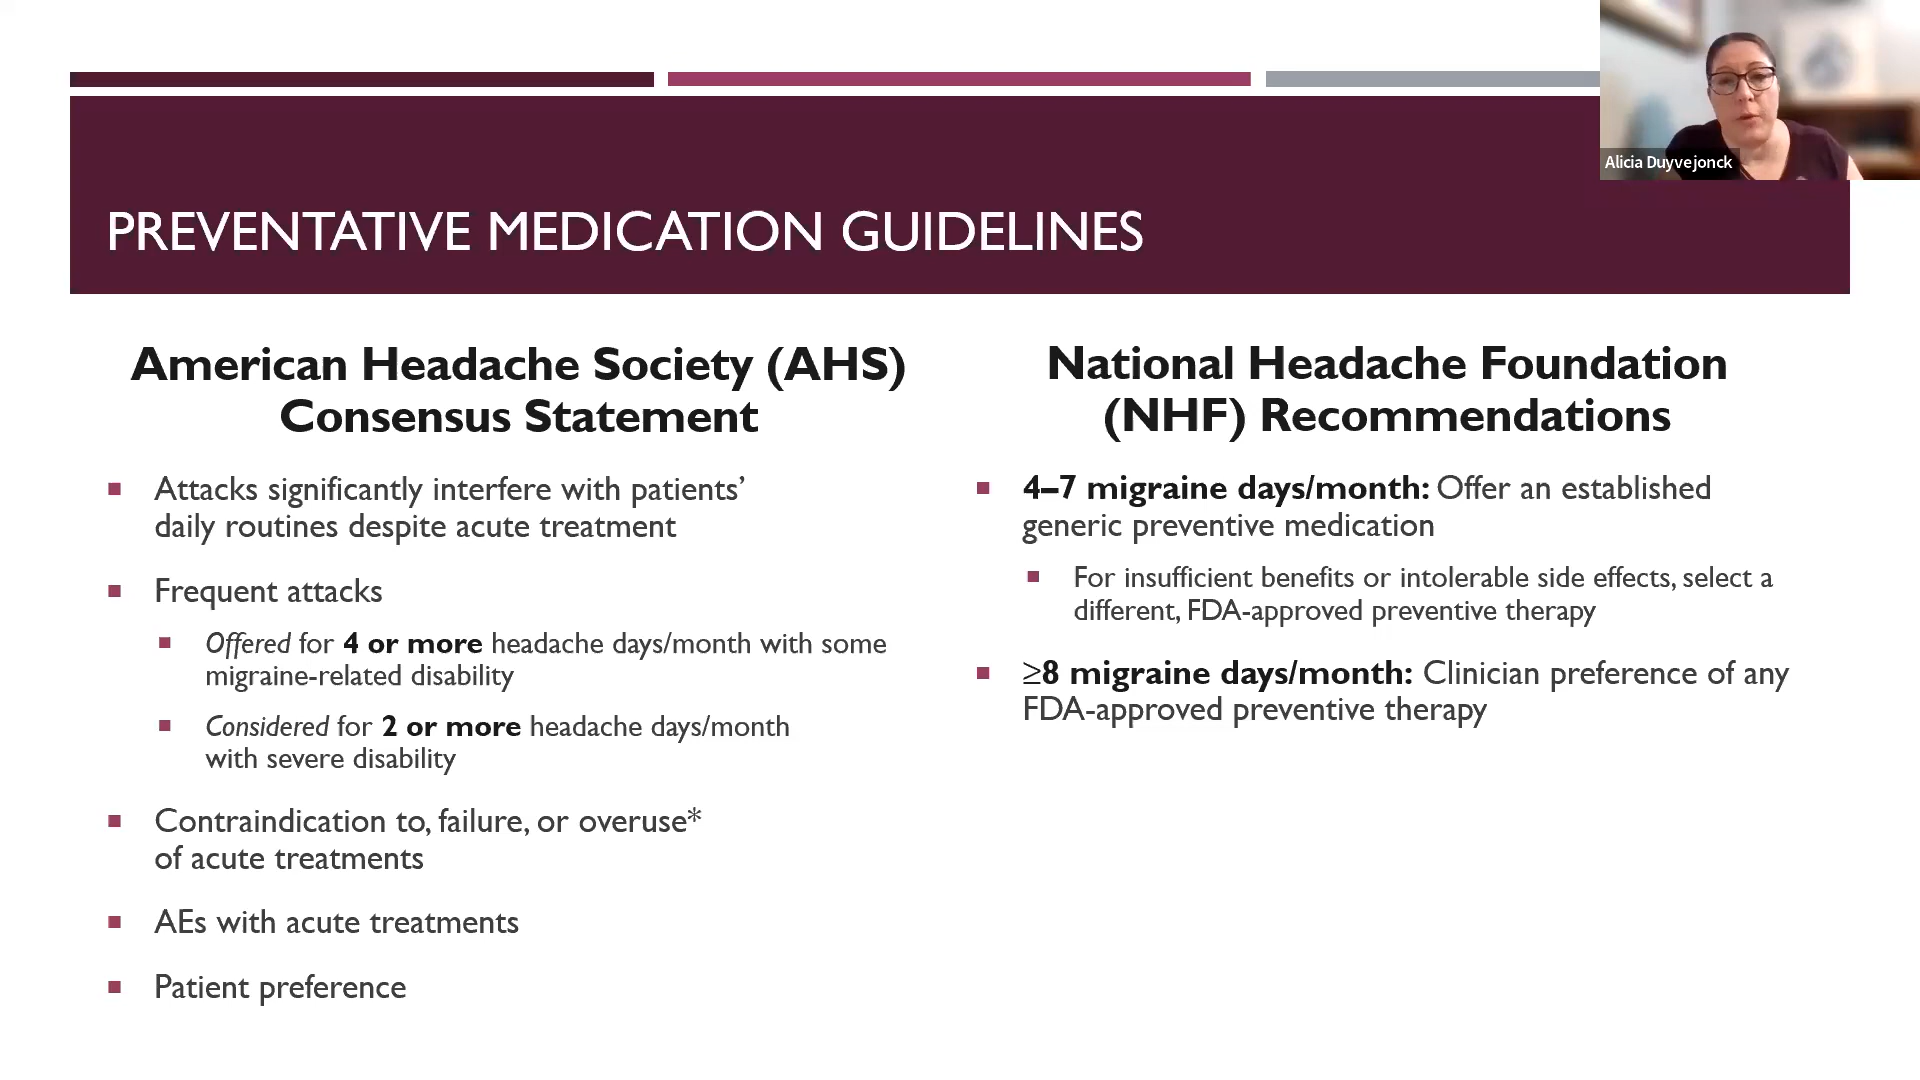 Alicia Duyvejonck
PREVENTATIVE MEDICATION GUIDELINES
American Headache Society (AHS)
Consensus Statement
▪ Attacks significantly interfere with patients’
daily routines despite acute treatment
▪ Frequent attacks
▪ Offered for 4 or more headache days/month with some
migraine-related disability
▪ Considered for 2 or more headache days/month
with severe disability
▪ Contraindication to, failure, or overuse*
of acute treatments
▪ AEs with acute treatments
▪ Patient preference
National Headache Foundation
(NHF) Recommendations
▪ 4–7 migraine days/month: Offer an established
generic preventive medication
▪ For insufficient benefits or intolerable side effects, select a
different, FDA-approved preventive therapy
▪ ≥8 migraine days/month: Clinician preference of any
FDA-approved preventive therapy